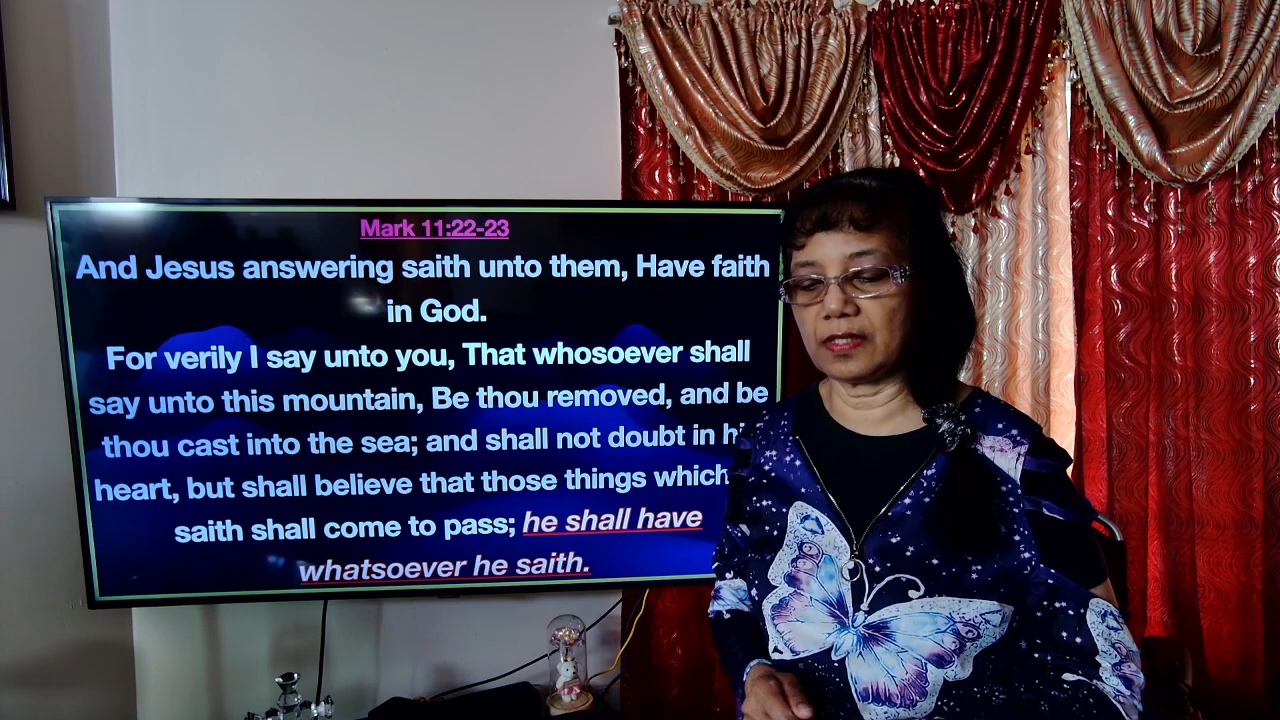 Mark 11:22-23
And Jesus answering saith unto them, Have faith
in God.
For verily I say unto you, That whosoever shall
say unto this mountain, Be thou removed, and be
thou cast into the sea; and shall not doubt in
heart, but shall believe that those things which
saith shall come to pass; he shall have
whatsoever he saith.